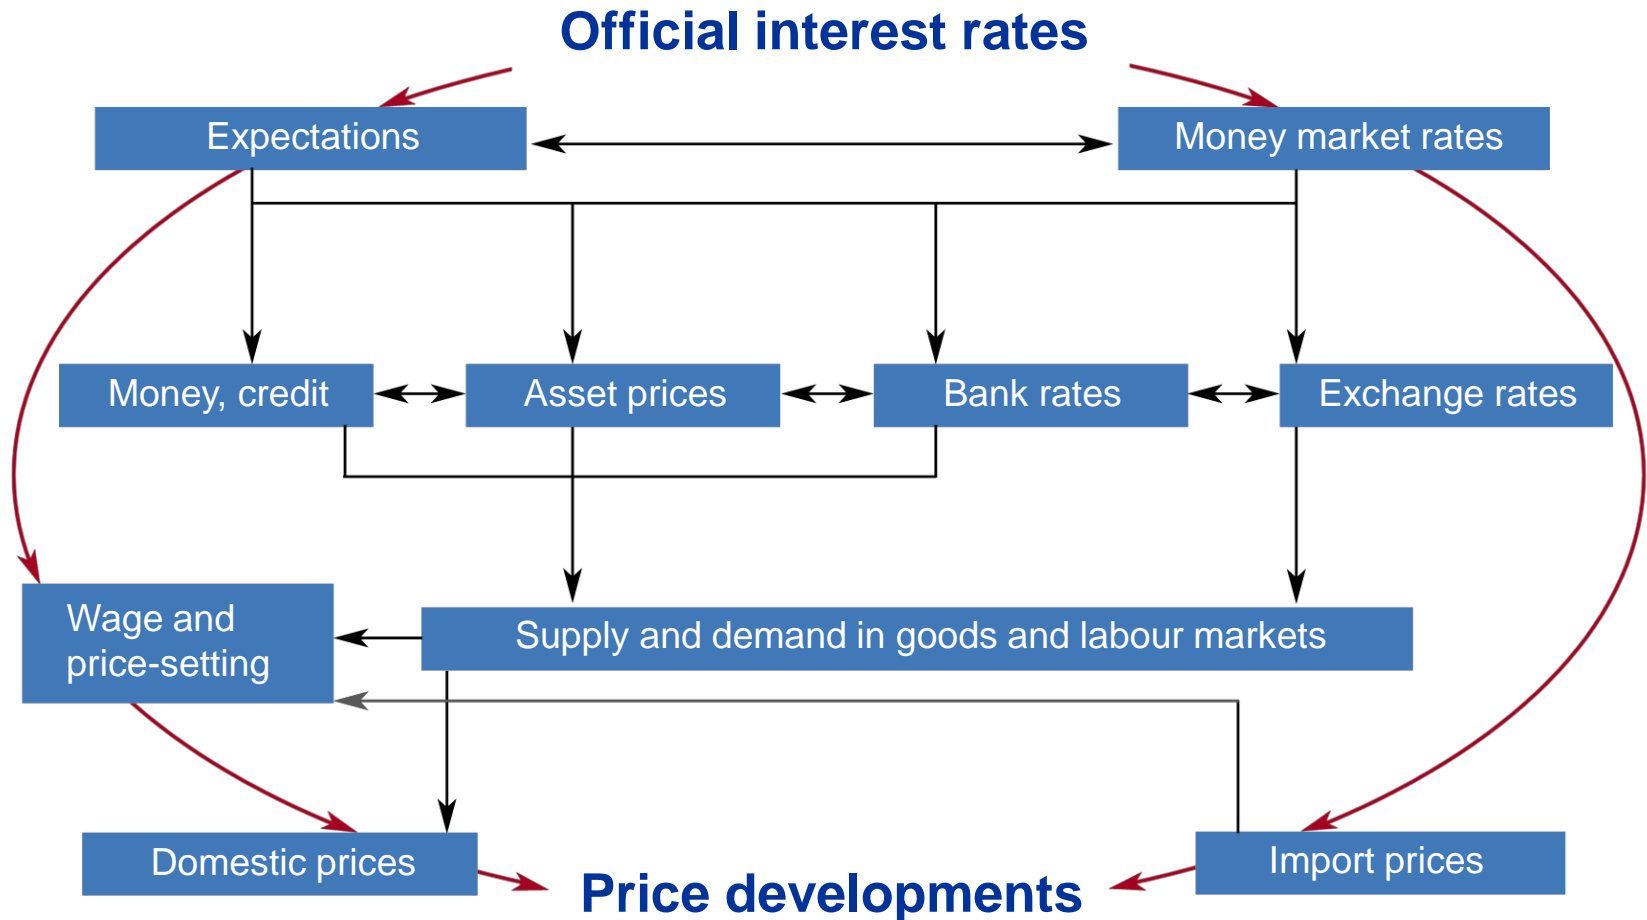 Official interest rates
Expectations
Money market rates
Money, credit
Asset prices
Bank rates
Exchange rates
Wage and
price-setting
Supply and demand in goods and labour markets
Domestic prices
Import prices
Price developments